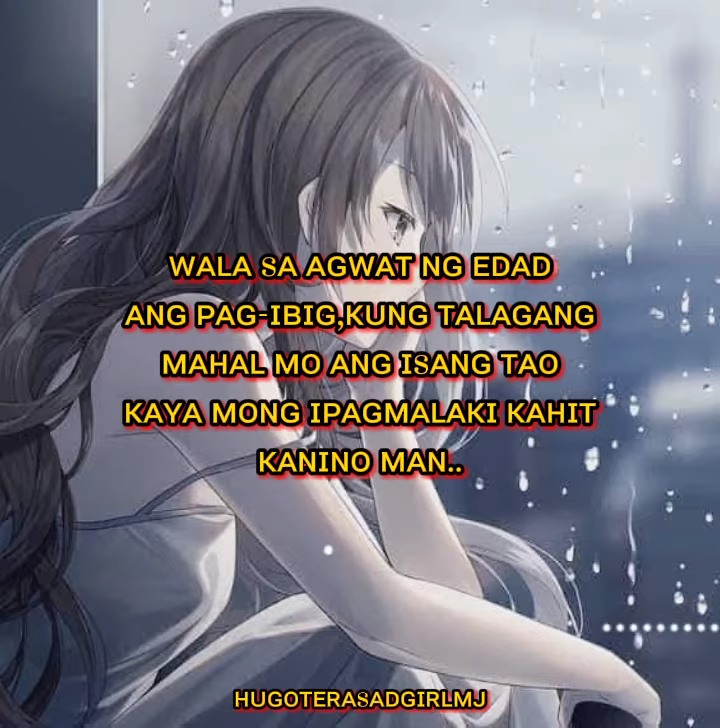 WALA SA AGWAT NG EDAD
ANG PAG-IBIG,KUNG TALAGANG
MAHAL MO ANG ISANG TAO
KAYA MONG IPAGMALAKI KAHIT
KANINO MAN..
HUGOTERASADGIRLMJ